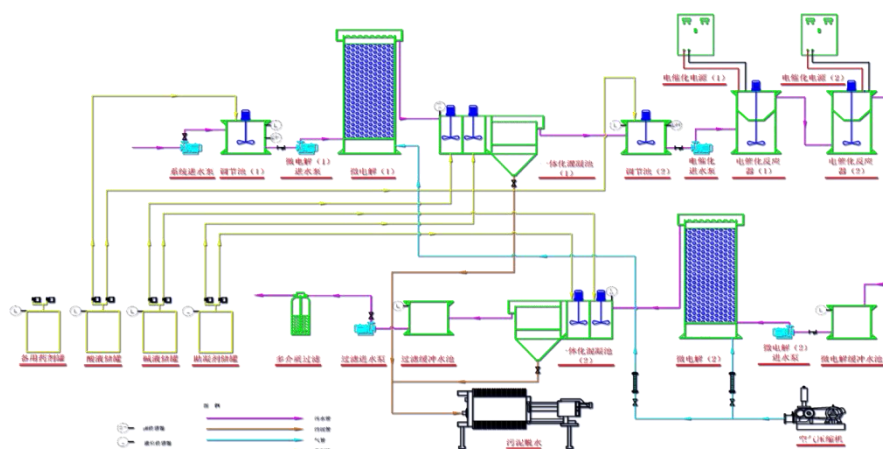 电催化电源（1）
电催化电源（2）
系统进水泵
调节池（1）
微电解（1）
进水泵
微电解（1）
一体化混凝池（1）
调节池（2）
电催化
进水泵
电催化反应
器（1）
电催化反应
器（2）
备用药剂罐
酸液储罐
碱液储罐
助凝剂储罐
多介质过滤
过滤进水泵
过滤缓冲水池
一体化混凝池（2）
微电解（2）
微电解（2）
进水泵
微电解缓冲水池
污泥脱水
空气压缩机
图例
污水管
污泥管
气管